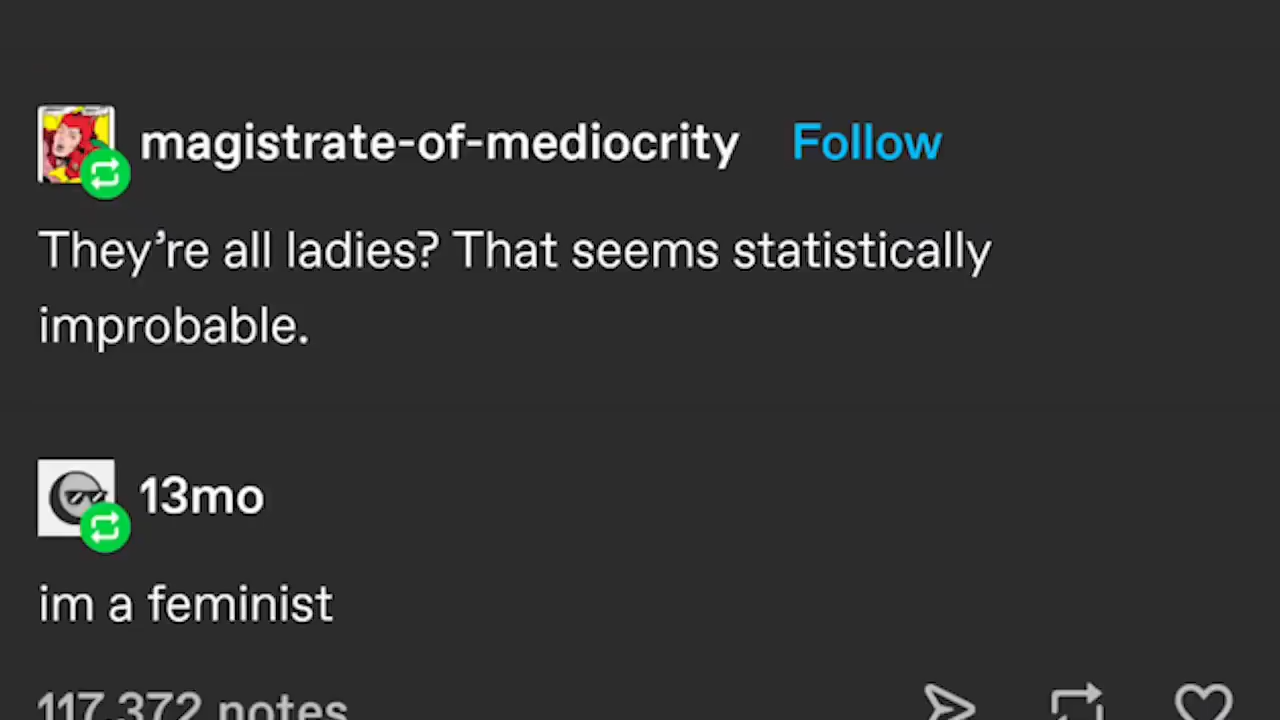 magistrate-of-mediocrity Follow
They’re all ladies? That seems statistically
improbable.
13mo
im a feminist
117,372 notes